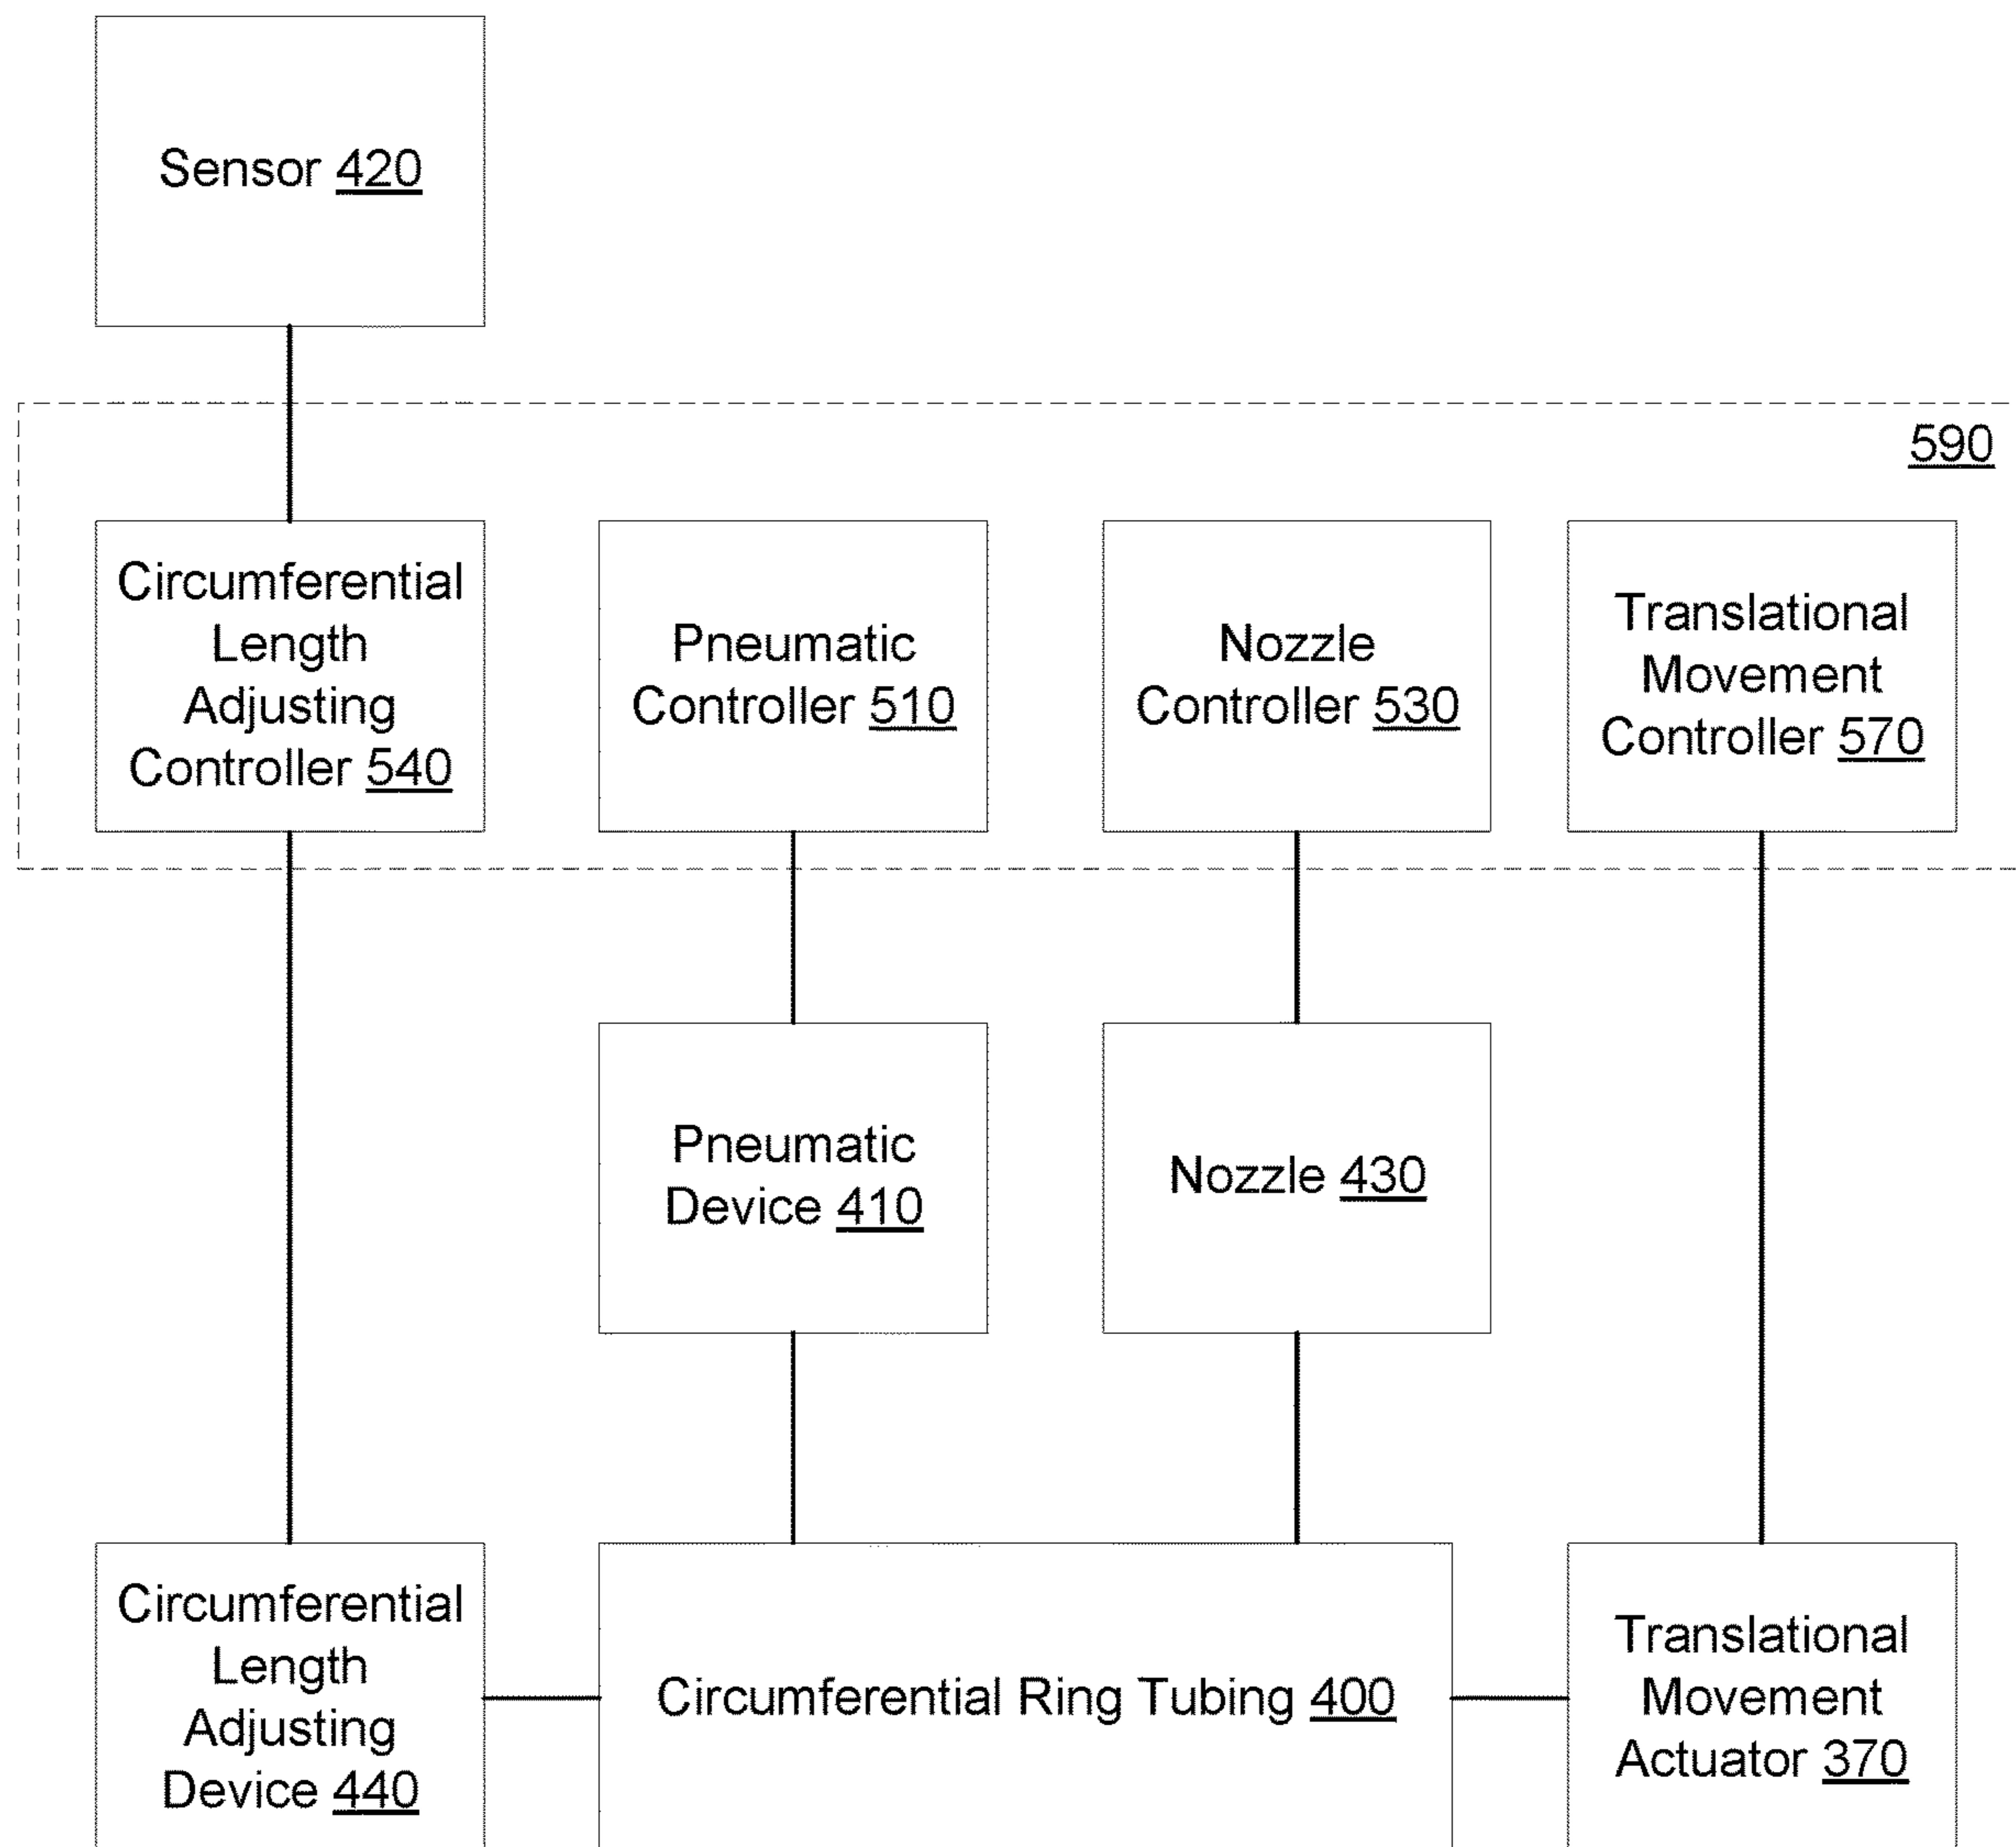 Sensor 420
590
Circumferential
Length
Adjusting
Controller 540
Pneumatic
Controller 510
Nozzle
Controller 530
Translational
Movement
Controller 570
Pneumatic
Device 410
Nozzle 430
Circumferential
Length
Adjusting
Device 440
Circumferential Ring Tubing 400
Translational
Movement
Actuator 370